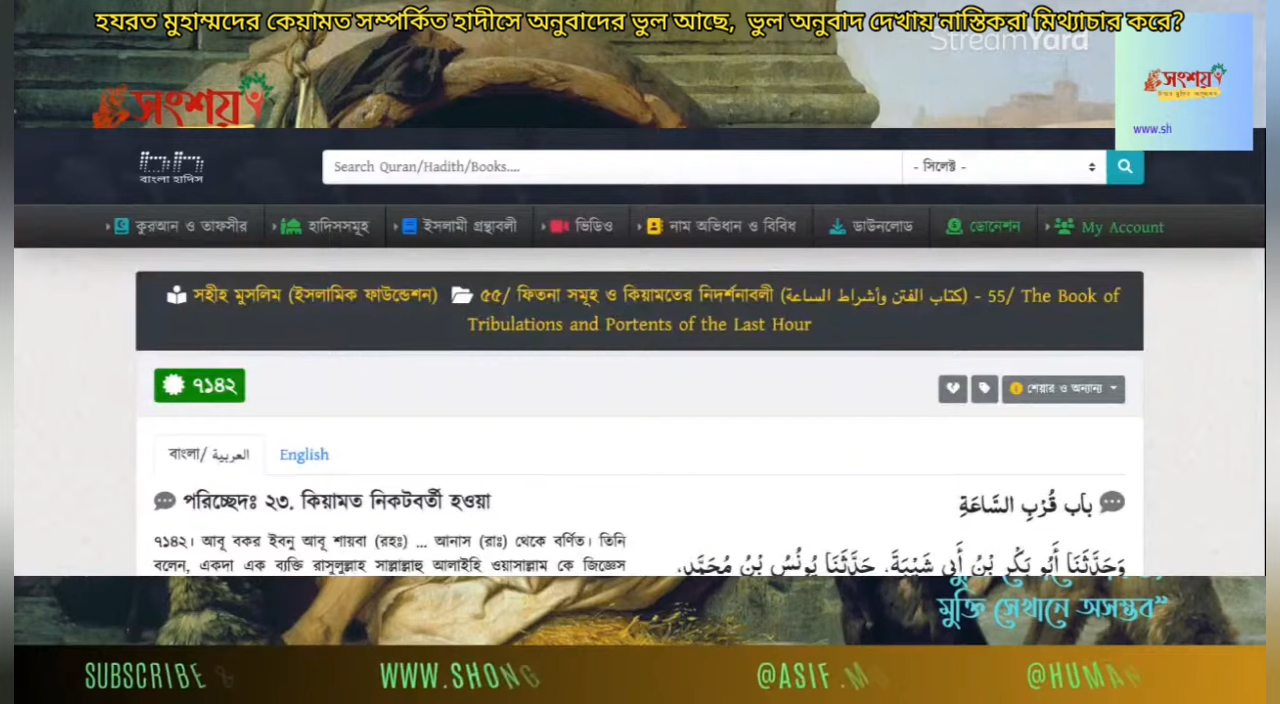 হযরত মুহাম্মদের কেয়ামত সম্পর্কিত হাদীসে অনুবাদের ভুল আছে, ভুল অনুবাদ দেখায় নাস্তিকরা মিথ্যাচার করে?
StreamYard
সংশয়
সংশয়
www.sh
বাংলা হাদিস
Search Quran/Hadith/Books....
- সিলেক্ট -
কুরআন ও তাফসীর
হাদিসসমূহ
ইসলামী গ্রন্থাবলী
ভিডিও
নাম অভিধান ও বিবিধ
ডাউনলোড
ডোনেশন
My Account
সহীহ মুসলিম (ইসলামিক ফাউন্ডেশন) ৫৫/ ফিতনা সমূহ ও কিয়ামতের নিদর্শনাবলী (كتاب الفتن وأشراط الساعة) - 55/ The Book of
Tribulations and Portents of the Last Hour
৭১৪২
শেয়ার ও অন্যান্য
বাংলা/ العربية
English
পরিচ্ছেদঃ ২৩. কিয়ামত নিকটবর্তী হওয়া
باب قُرْبِ السَّاعَةِ
৭১৪২। আবূ বকর ইবনু আবূ শায়বা (রহঃ) ... আনাস (রাঃ) থেকে বর্ণিত। তিনি
বলেন, একদা এক ব্যক্তি রাসুলুল্লাহ সাল্লাল্লাহু আলাইহি ওয়াসাল্লাম কে জিজ্ঞেস
وَحَدَّثَنَا أَبُو بَكْرِ بْنُ أَبِي شَيْبَةَ، حَدَّثَنَا يُونُسُ بْنُ مُحَمَّدٍ،
মুক্তি সেখানে অসম্ভব”
SUBSCRIBE &
WWW.SHONG
@ASIF.M
@HUMAN